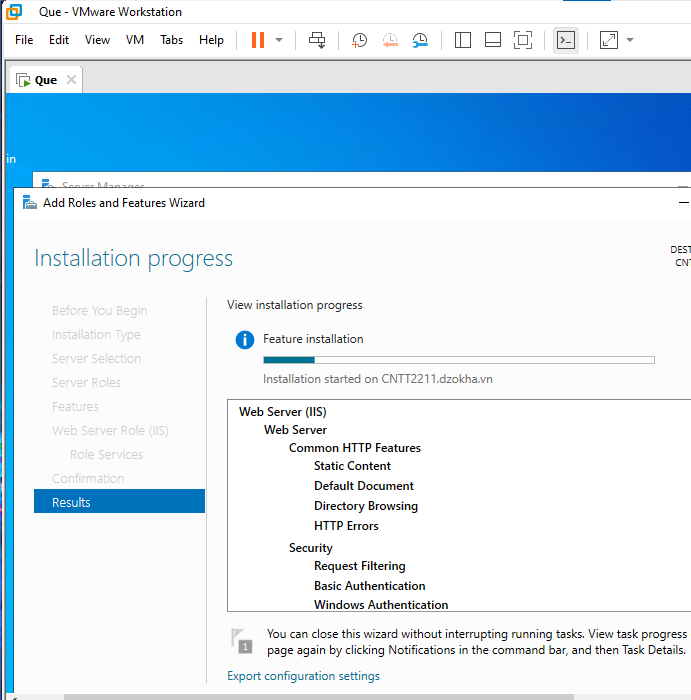 Que - VMware Workstation
File Edit View VM Tabs Help
Que
in
Server Manager
Add Roles and Features Wizard
Installation progress
DEST
CNT
Before You Begin
Installation Type
Server Selection
Server Roles
Features
Web Server Role (IIS)
Role Services
Confirmation
Results
View installation progress
Feature installation
Installation started on CNTT2211.dzokha.vn
Web Server (IIS)
Web Server
Common HTTP Features
Static Content
Default Document
Directory Browsing
HTTP Errors
Security
Request Filtering
Basic Authentication
Windows Authentication
1
You can close this wizard without interrupting running tasks. View task progress
page again by clicking Notifications in the command bar, and then Task Details.
Export configuration settings